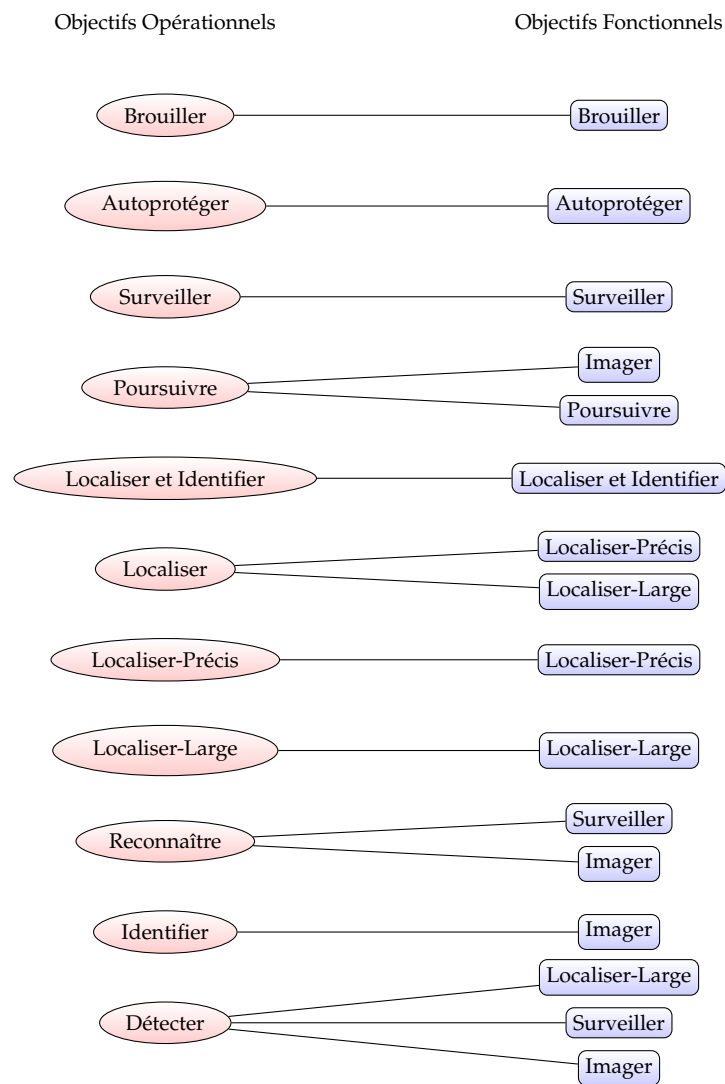 Objectifs Opérationnels
Objectifs Fonctionnels
Brouiller
Brouiller
Autoprotéger
Autoprotéger
Surveiller
Surveiller
Poursuivre
Imager
Poursuivre
Localiser et Identifier
Localiser et Identifier
Localiser
Localiser-Précis
Localiser-Large
Localiser-Précis
Localiser-Précis
Localiser-Large
Localiser-Large
Reconnaître
Surveiller
Imager
Identifier
Imager
Détecter
Localiser-Large
Surveiller
Imager